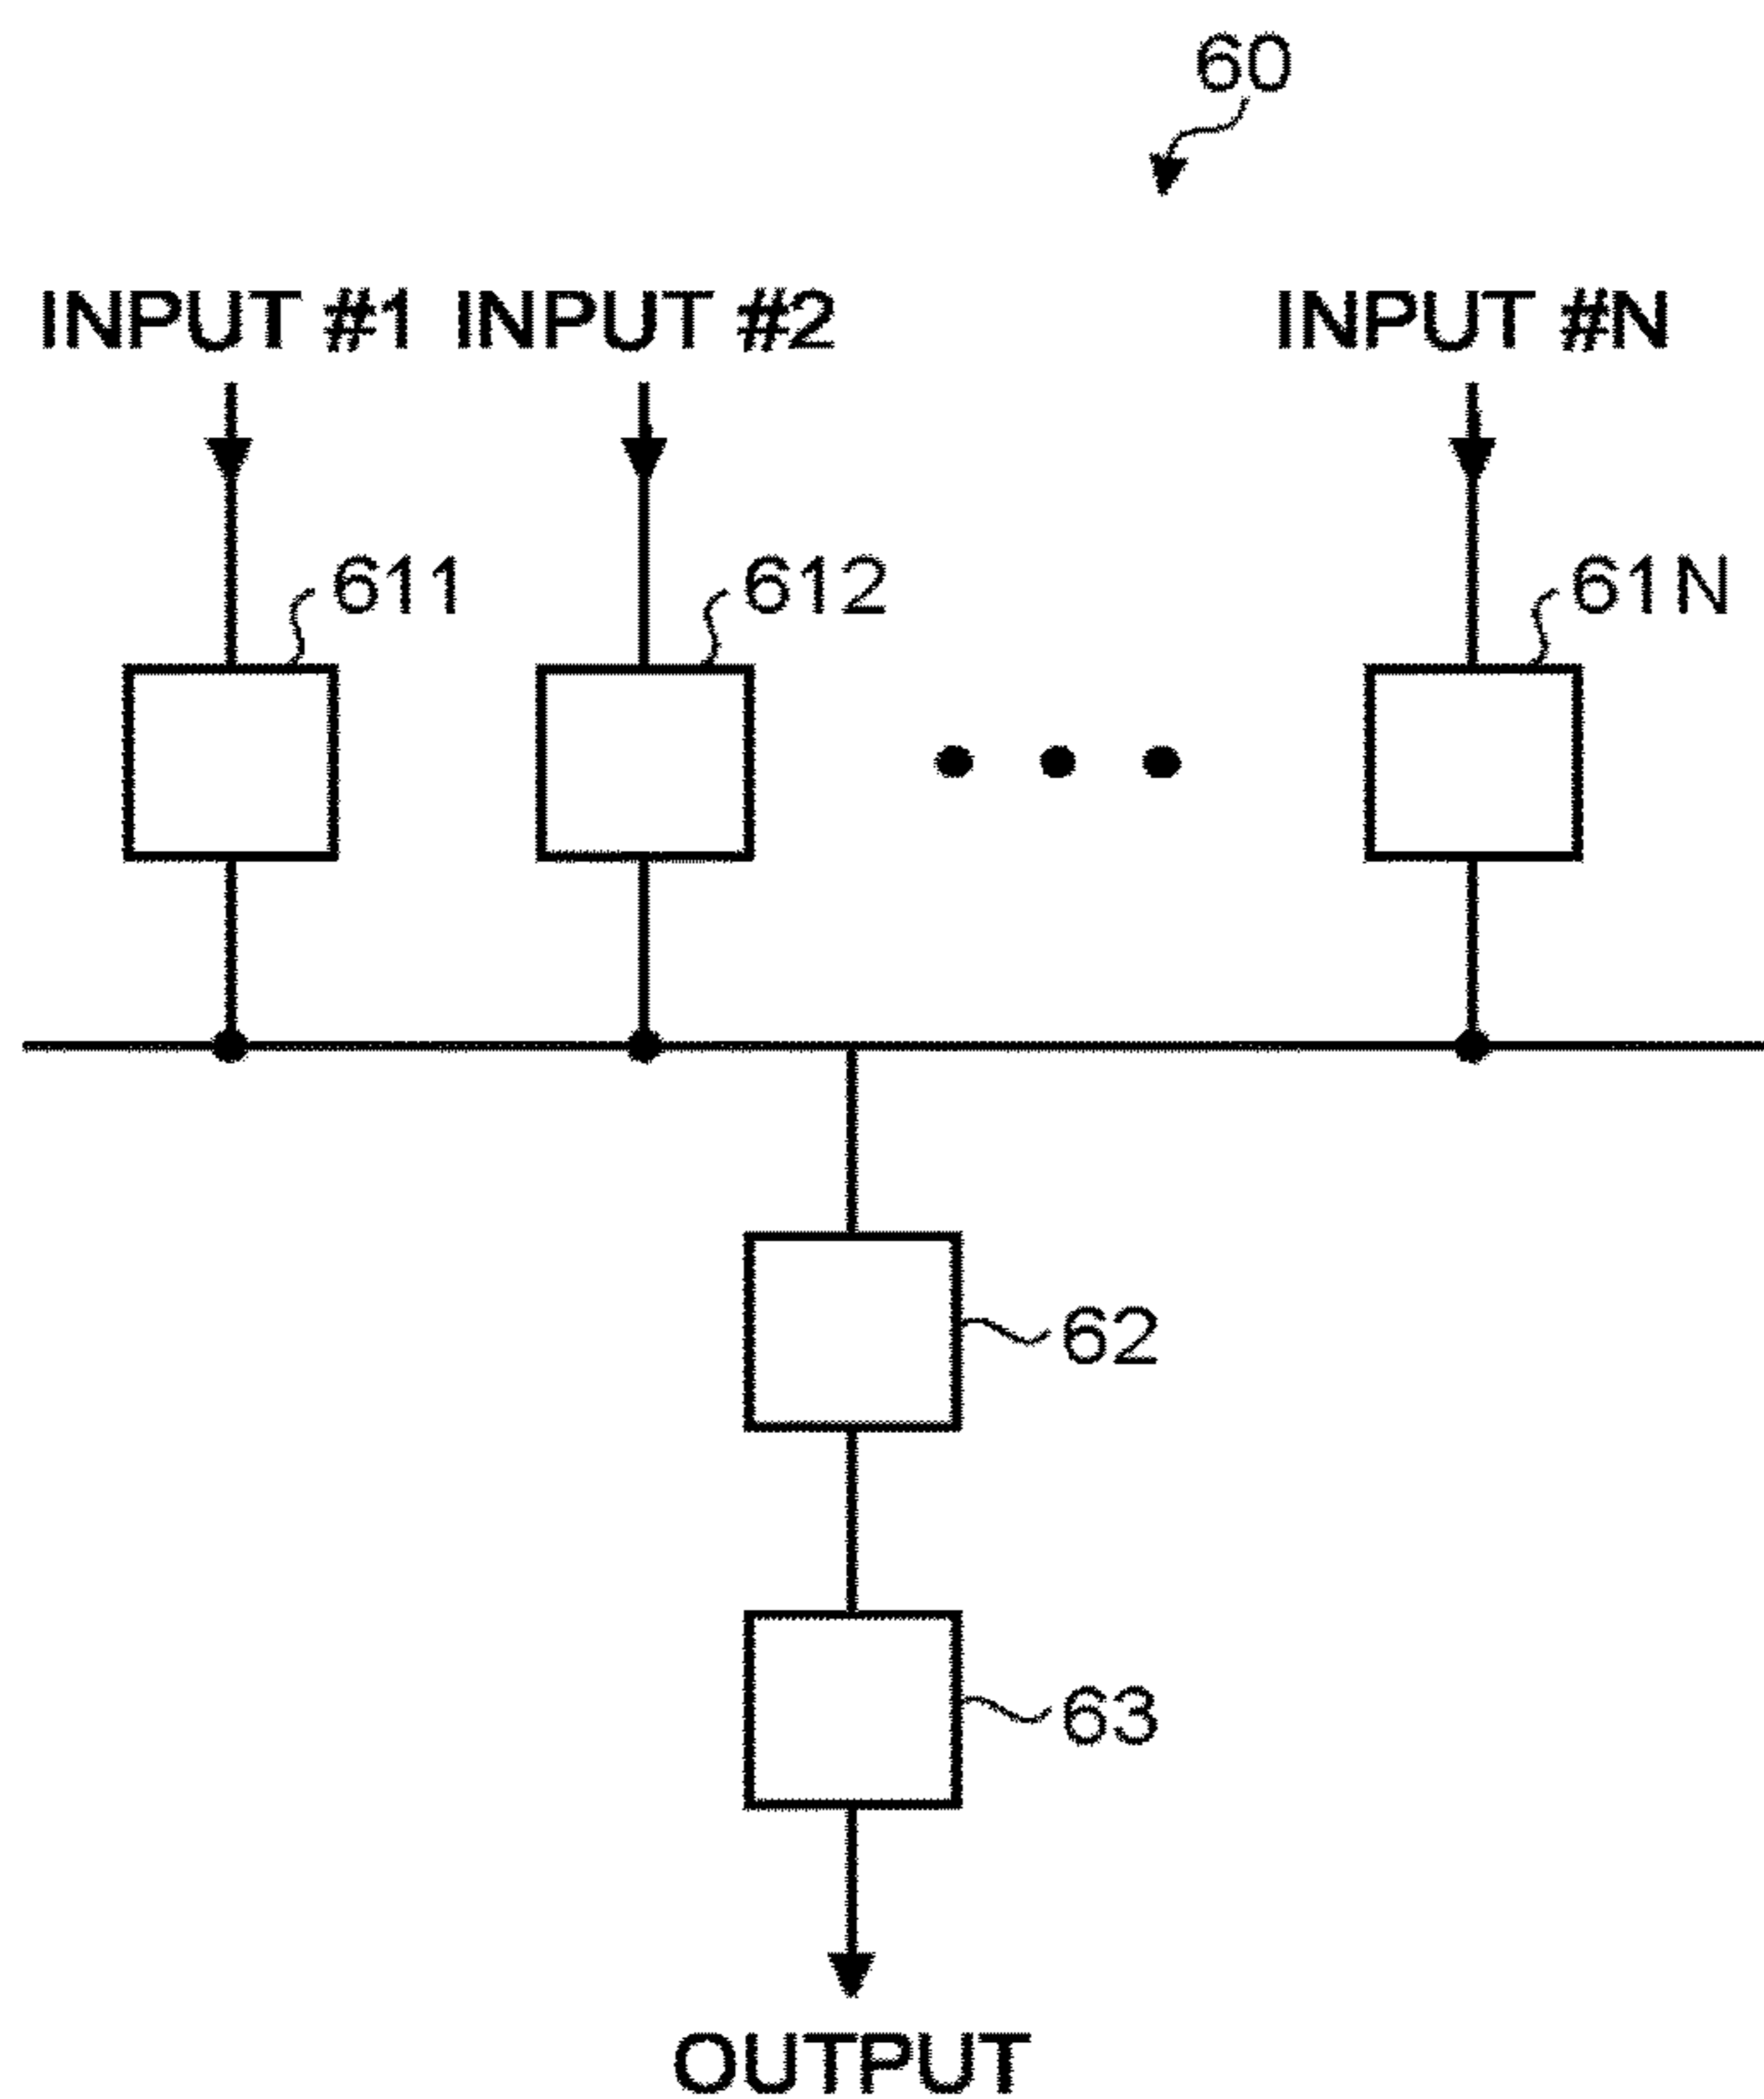 60
INPUT #1 INPUT #2 INPUT #N
611 612 61N
62
63
OUTPUT